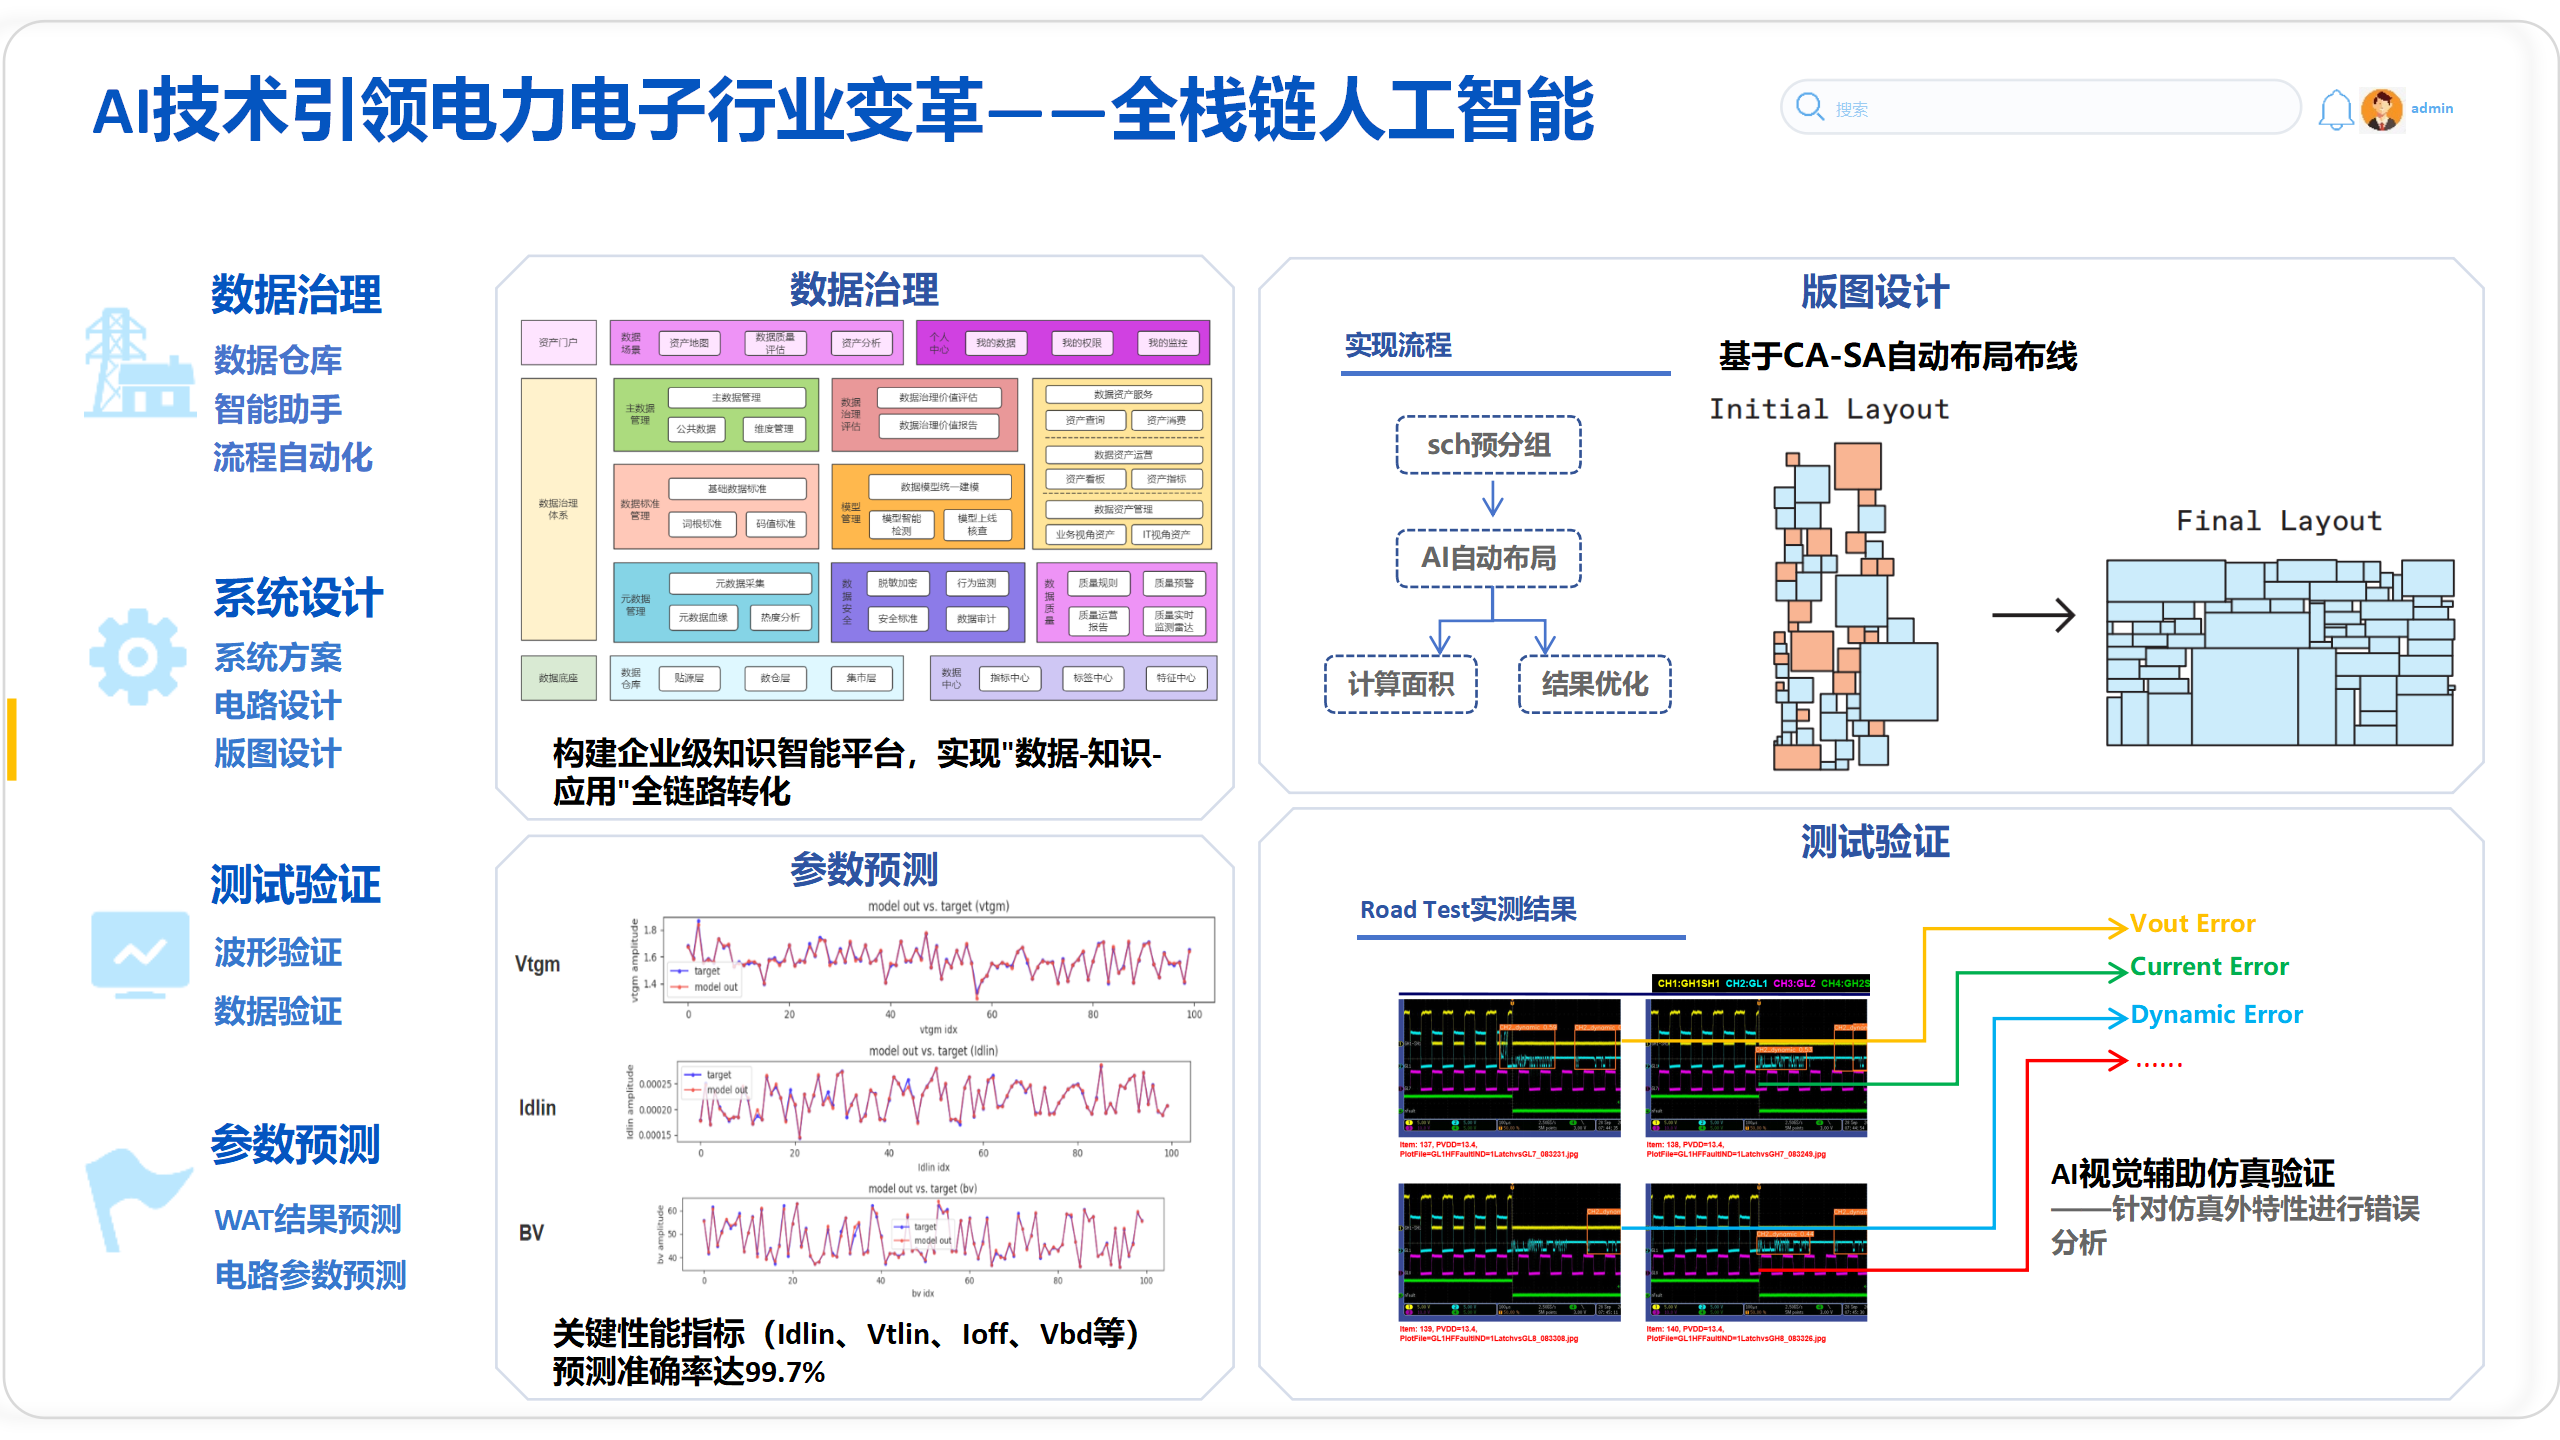 AI技术引领电力电子行业变革——全栈链人工智能
搜索
admin
数据治理
数据仓库
智能助手
流程自动化
系统设计
系统方案
电路设计
版图设计
测试验证
波形验证
数据验证
参数预测
WAT结果预测
电路参数预测
数据治理
资产门户
数据
场景
资产地图
数据质量
评估
资产分析
个人
中心
我的数据
我的权限
我的监控
数据治理
体系
主数据
管理
主数据管理
公共数据
维度管理
数据
治理
评估
数据治理价值评估
数据治理价值报告
数据资产服务
资产查询
资产消费
数据资产运营
资产看板
资产指标
数据资产管理
业务视角资产
IT视角资产
数据标准
管理
基础数据标准
词根标准
码值标准
模型
管理
数据模型统一建模
模型智能
检测
模型上线
核查
元数据
管理
元数据采集
元数据血缘
热度分析
数
据
安
全
脱敏加密
行为监测
安全标准
数据审计
数
据
质
量
质量规则
质量预警
质量运营
报告
质量实时
监测雷达
数据底座
数据
仓库
贴源层
数仓层
集市层
数据
中心
指标中心
标签中心
特征中心
构建企业级知识智能平台，实现"数据-知识-
应用"全链路转化
版图设计
实现流程
sch预分组
AI自动布局
计算面积
结果优化
基于CA-SA自动布局布线
Initial Layout
Final Layout
参数预测
Vtgm
model out vs. target (vtgm)
vtgm amplitude
1.8
1.6
1.4
target
model out
0 20 40 60 80 100
vtgm idx
Idlin
model out vs. target (Idlin)
Idlin amplitude
0.00025
0.00020
0.00015
target
model out
0 20 40 60 80 100
Idlin idx
BV
model out vs. target (bv)
bv amplitude
60
50
40
target
model out
0 20 40 60 80 100
bv idx
关键性能指标（Idlin、Vtlin、Ioff、Vbd等）
预测准确率达99.7%
测试验证
Road Test实测结果
CH1:GH1SH1 CH2:GL1 CH3:GL2 CH4:GH2S
Item: 137, PVDD=13.4,
PlotFile=GL1HFFaultIND=1LatchvsGL7_083231.jpg
Item: 138, PVDD=13.4,
PlotFile=GL1HFFaultIND=1LatchvsGH7_083249.jpg
Item: 139, PVDD=13.4,
PlotFile=GL1HFFaultIND=1LatchvsGL8_083308.jpg
Item: 140, PVDD=13.4,
PlotFile=GL1HFFaultIND=1LatchvsGH8_083326.jpg
Vout Error
Current Error
Dynamic Error
......
AI视觉辅助仿真验证
——针对仿真外特性进行错误
分析